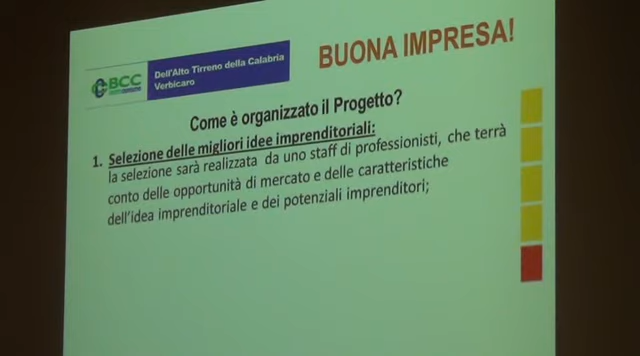 BUONA IMPRESA!
BCC
Dell'Alto Tirreno della Calabria
Verbicaro
Come è organizzato il Progetto?
1. Selezione delle migliori idee imprenditoriali:
la selezione sarà realizzata da uno staff di professionisti, che terrà
conto delle opportunità di mercato e delle caratteristiche
dell'idea imprenditoriale e dei potenziali imprenditori;